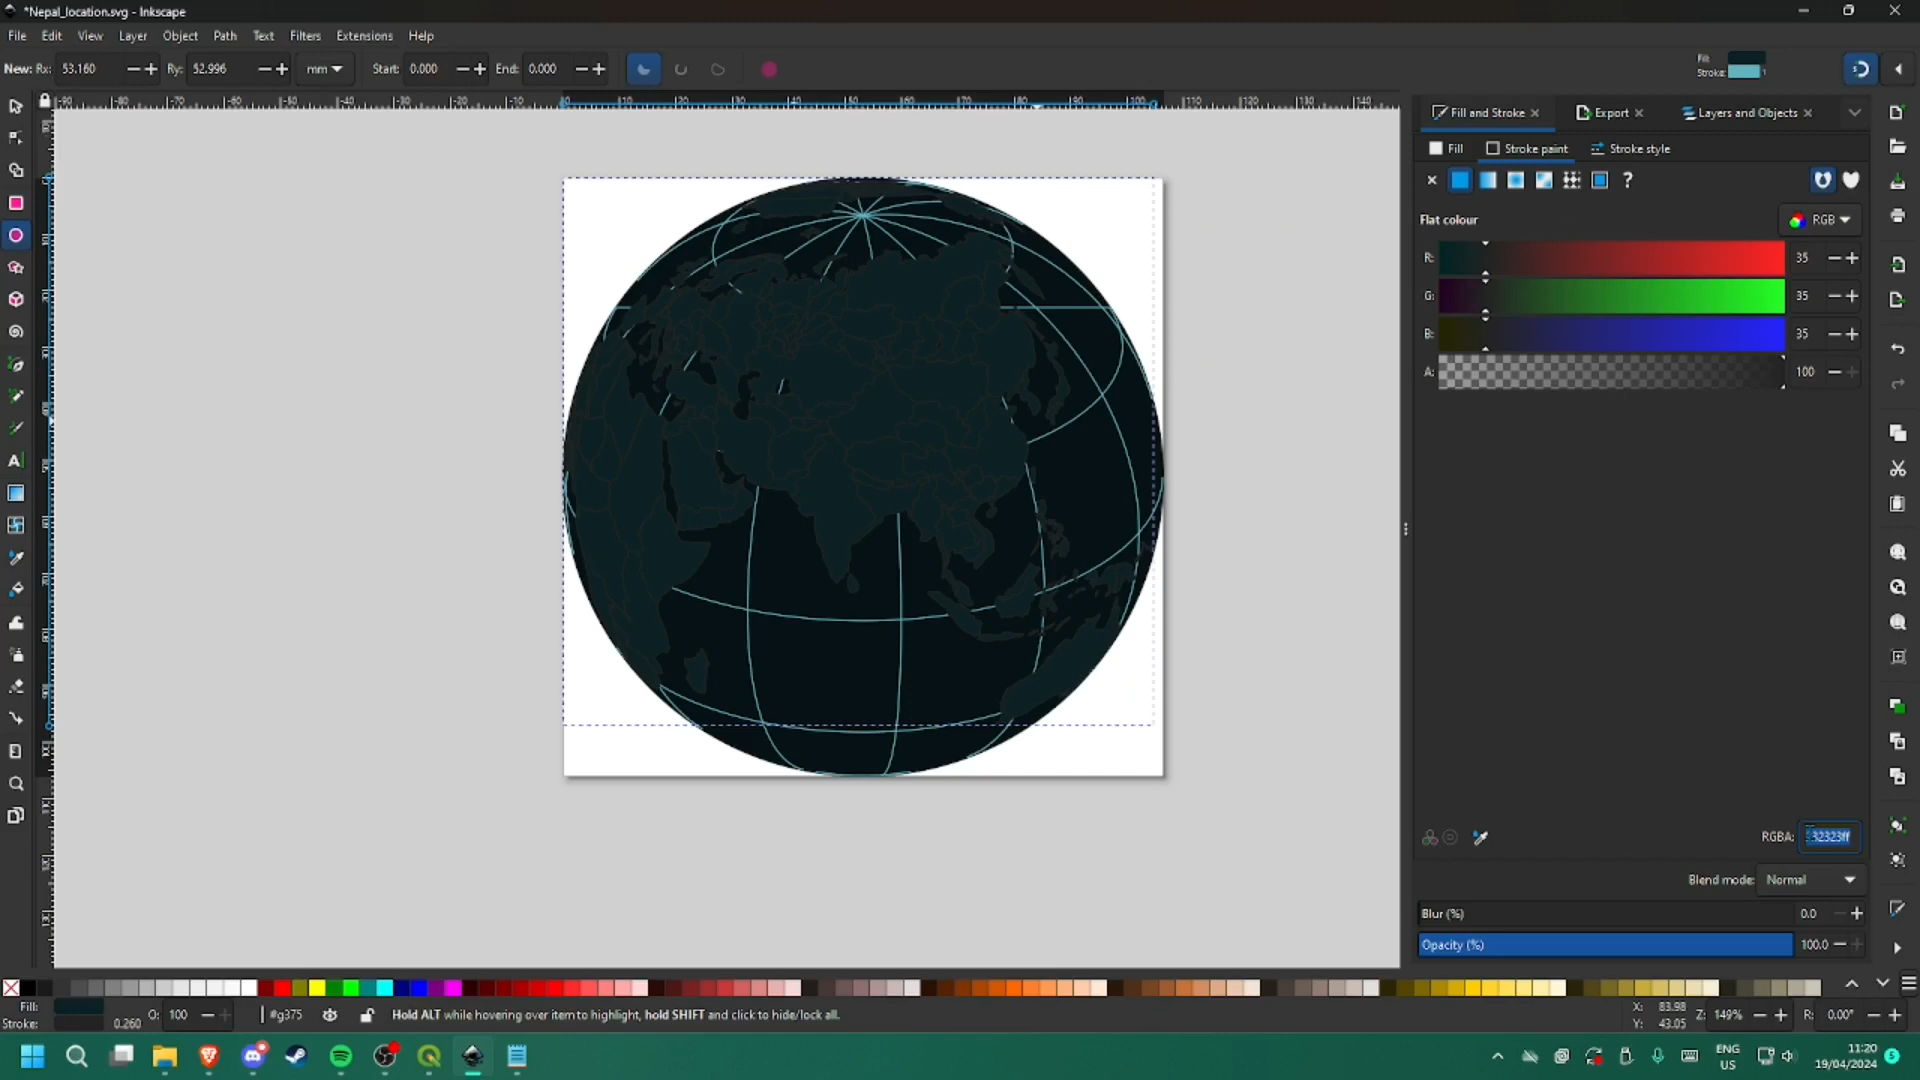 *Nepal_location.svg - Inkscape
File Edit View Layer Object Path Text Filters Extensions Help
New: Rx: 53.160 Ry: 52.996 mm Start: 0.000 End: 0.000
Fill:
Stroke: 1
Fill and Stroke Export Layers and Objects
Fill Stroke paint Stroke style
Flat colour RGB
R: 35
G: 35
B: 35
A: 100
RGBA: 32323ff
Blend mode: Normal
Blur (%) 0.0
Opacity (%) 100.0
Fill:
Stroke: 0.260 O: 100 #g375 Hold ALT while hovering over item to highlight, hold SHIFT and click to hide/lock all.
X: 83.98
Y: 43.05
Z: 149% R: 0.00°
ENG
US
11:20
19/04/2024
5